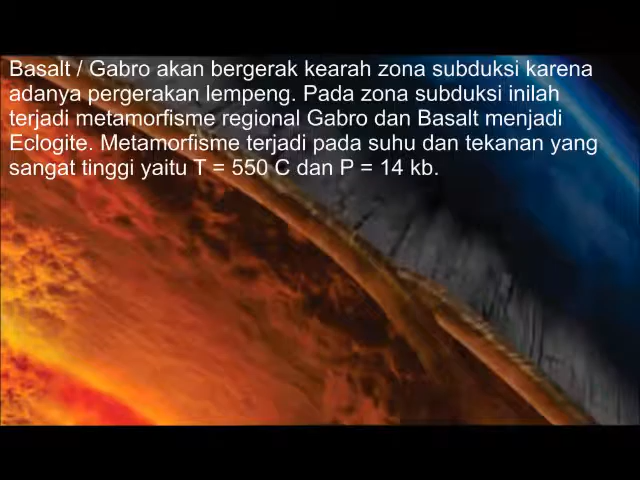 Basalt / Gabro akan bergerak kearah zona subduksi karena
adanya pergerakan lempeng. Pada zona subduksi inilah
terjadi metamorfisme regional Gabro dan Basalt menjadi
Eclogite. Metamorfisme terjadi pada suhu dan tekanan yang
sangat tinggi yaitu T = 550 C dan P = 14 kb.